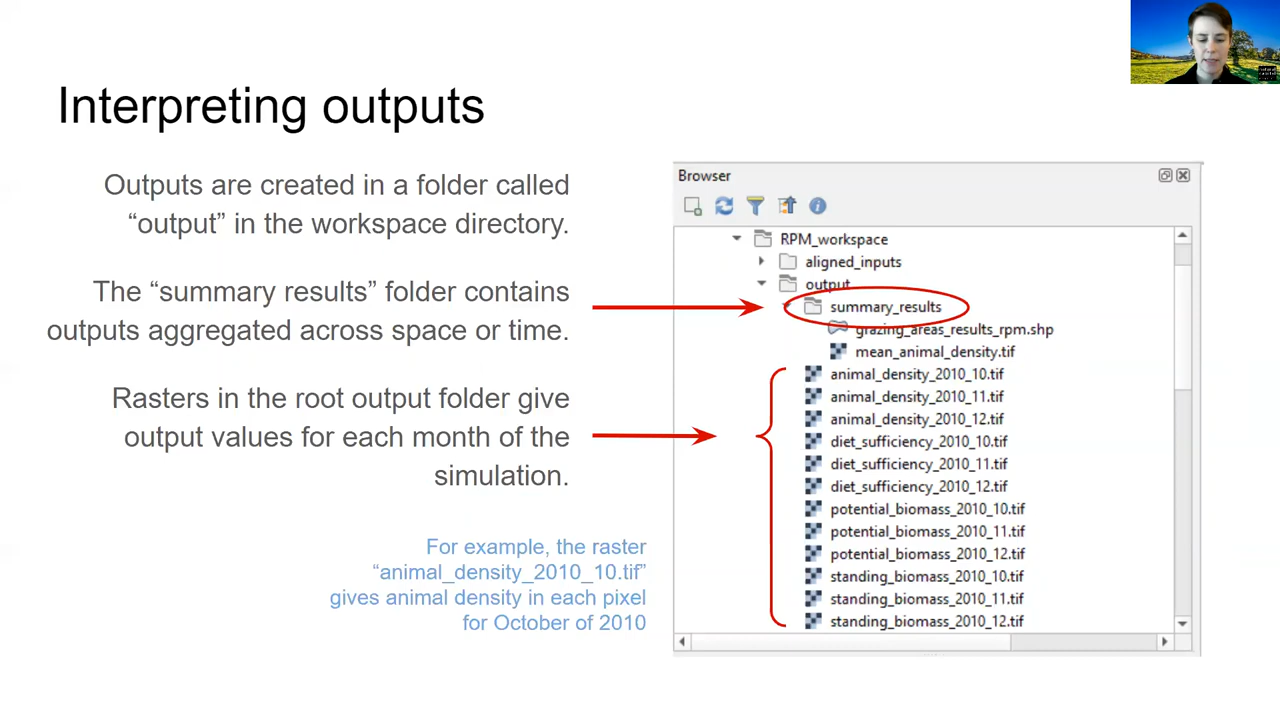 Interpreting outputs
Outputs are created in a folder called
“output” in the workspace directory.
The “summary results” folder contains
outputs aggregated across space or time.
Rasters in the root output folder give
output values for each month of the
simulation.
For example, the raster
“animal_density_2010_10.tif”
gives animal density in each pixel
for October of 2010
Browser
RPM_workspace
aligned_inputs
output
summary_results
grazing_areas_results_rpm.shp
mean_animal_density.tif
animal_density_2010_10.tif
animal_density_2010_11.tif
animal_density_2010_12.tif
diet_sufficiency_2010_10.tif
diet_sufficiency_2010_11.tif
diet_sufficiency_2010_12.tif
potential_biomass_2010_10.tif
potential_biomass_2010_11.tif
potential_biomass_2010_12.tif
standing_biomass_2010_10.tif
standing_biomass_2010_11.tif
standing_biomass_2010_12.tif